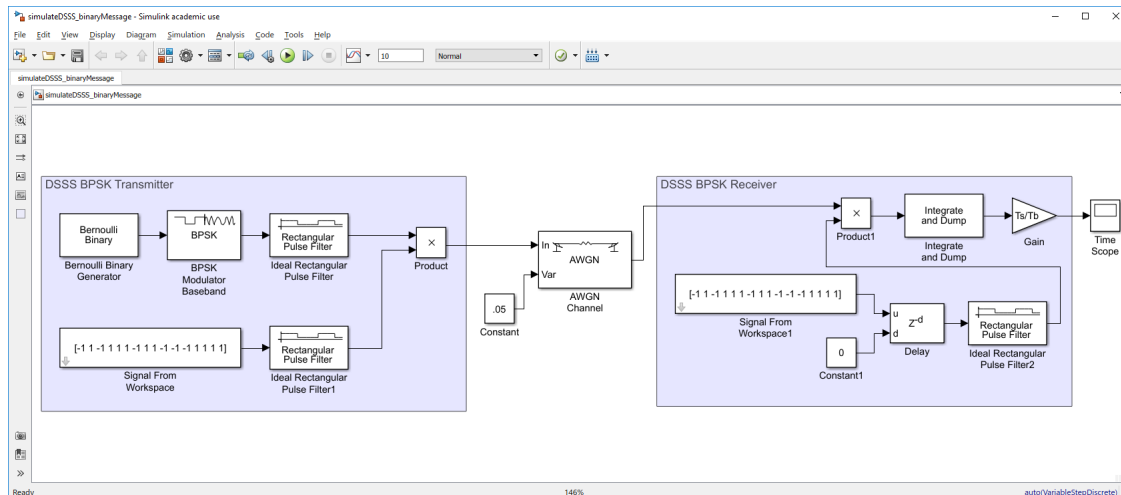 simulateDSSS_binaryMessage - Simulink academic use
File Edit View Display Diagram Simulation Analysis Code Tools Help
10
Normal
simulateDSSS_binaryMessage
simulateDSSS_binaryMessage
DSSS BPSK Transmitter
Bernoulli
Binary
Bernoulli Binary
Generator
BPSK
BPSK
Modulator
Baseband
Rectangular
Pulse Filter
Ideal Rectangular
Pulse Filter
×
Product
[-1 1 -1 1 1 1 -1 1 1 -1 -1 -1 1 1 1 1]
Signal From
Workspace
Rectangular
Pulse Filter
Ideal Rectangular
Pulse Filter1
.05
Constant
In
Var
AWGN
AWGN
Channel
DSSS BPSK Receiver
×
Product1
Integrate
and Dump
Integrate
and Dump
Ts/Tb
Gain
Time
Scope
[-1 1 -1 1 1 1 -1 1 1 -1 -1 -1 1 1 1 1]
Signal From
Workspace1
0
Constant1
u
d
Z-d
Delay
Rectangular
Pulse Filter
Ideal Rectangular
Pulse Filter2
Ready
146%
auto(VariableStepDiscrete)